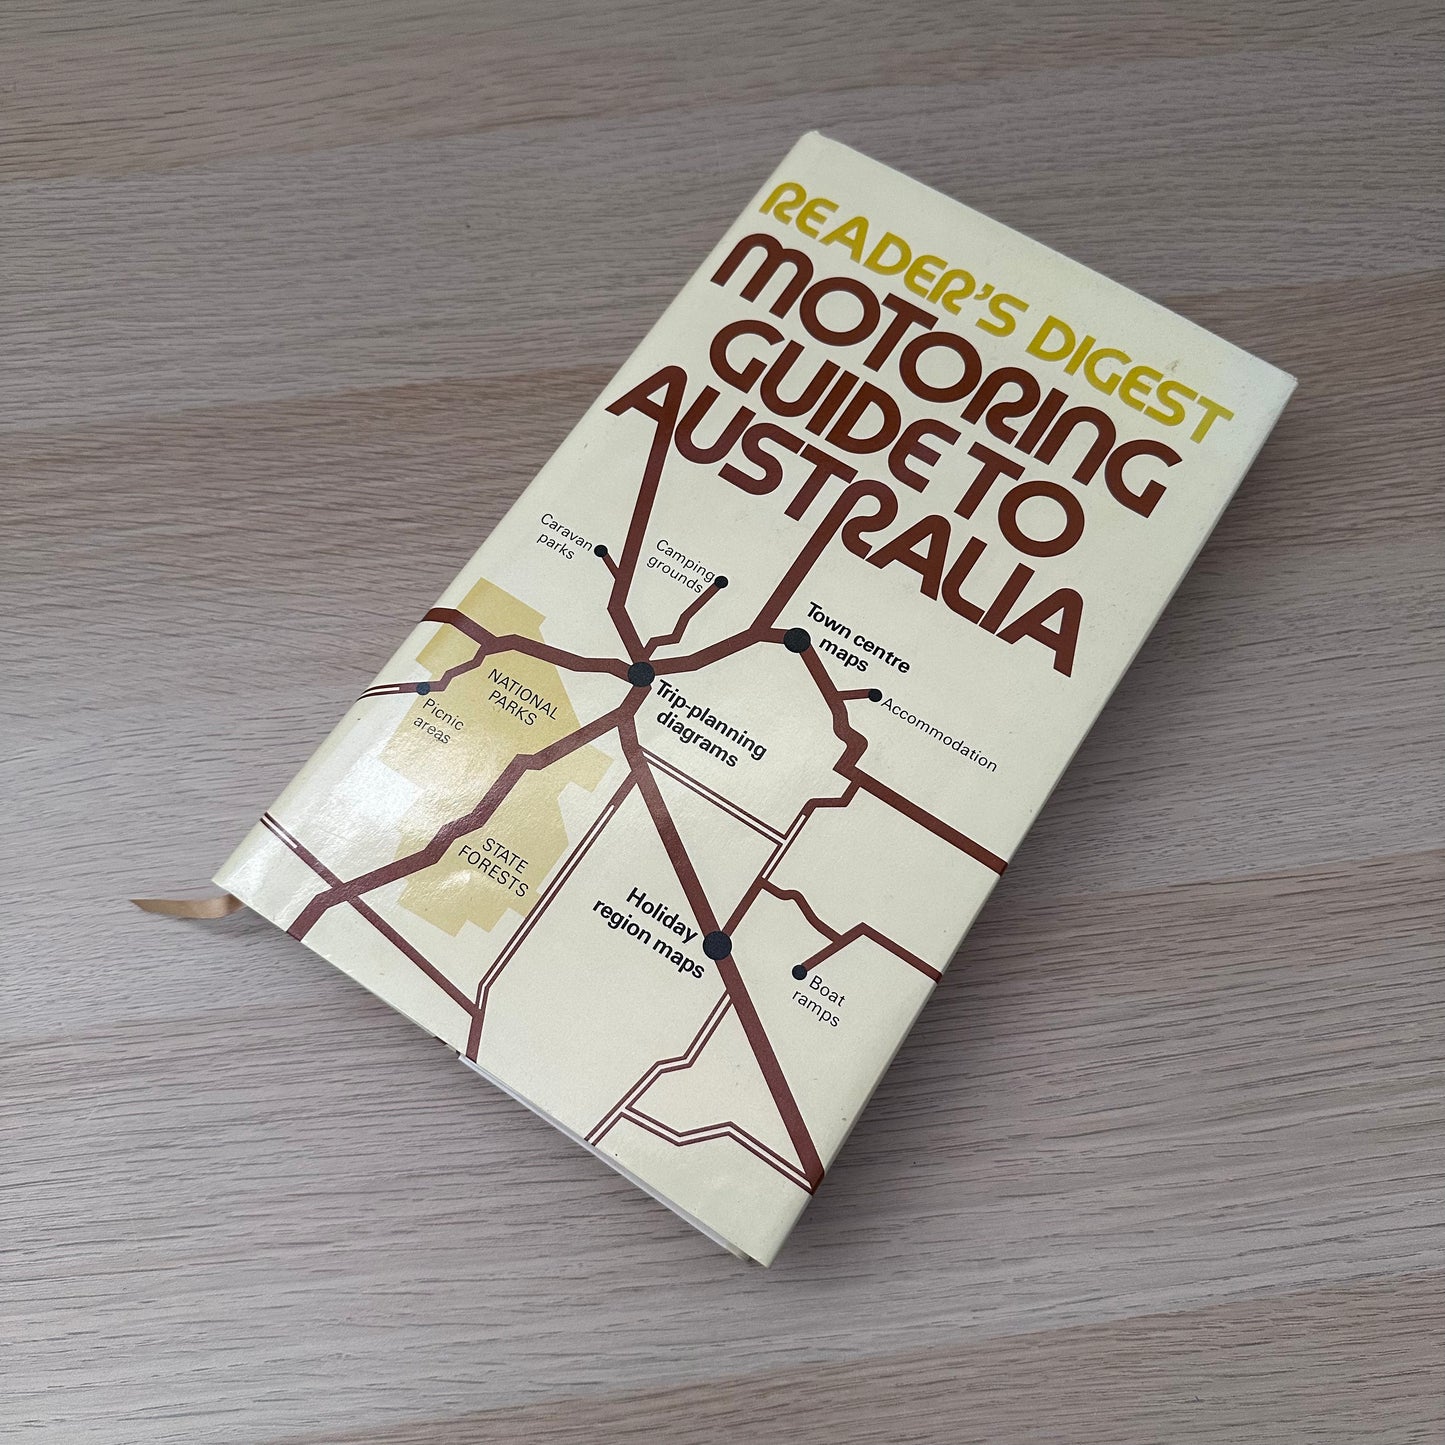 READER'S DIGEST
MOTORING
GUIDE TO
AUSTRALIA
Caravan
parks
Camping
grounds
Town centre
maps
Accommodation
NATIONAL
PARKS
Picnic
areas
Trip-planning
diagrams
STATE
FORESTS
Holiday
region maps
Boat
ramps